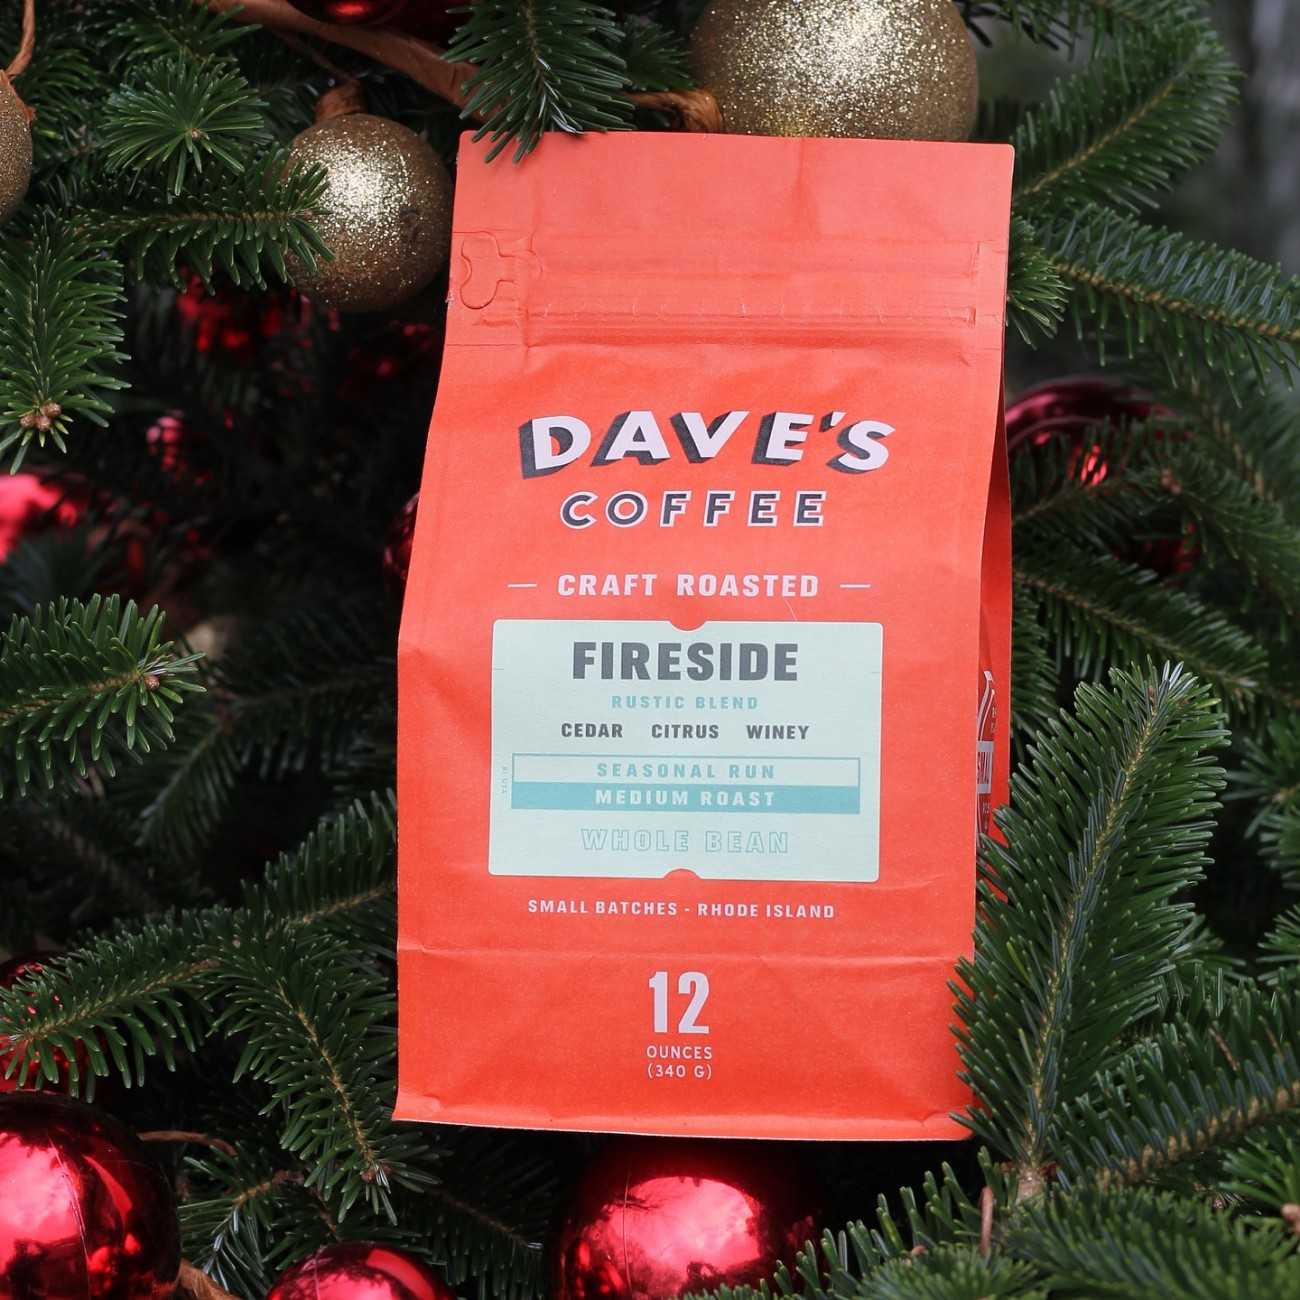 DAVE'S
COFFEE
CRAFT ROASTED
FIRESIDE
RUSTIC BLEND
CEDAR CITRUS WINEY
SEASONAL RUN
MEDIUM ROAST
WHOLE BEAN
SMALL BATCHES - RHODE ISLAND
12
OUNCES
(340 G)